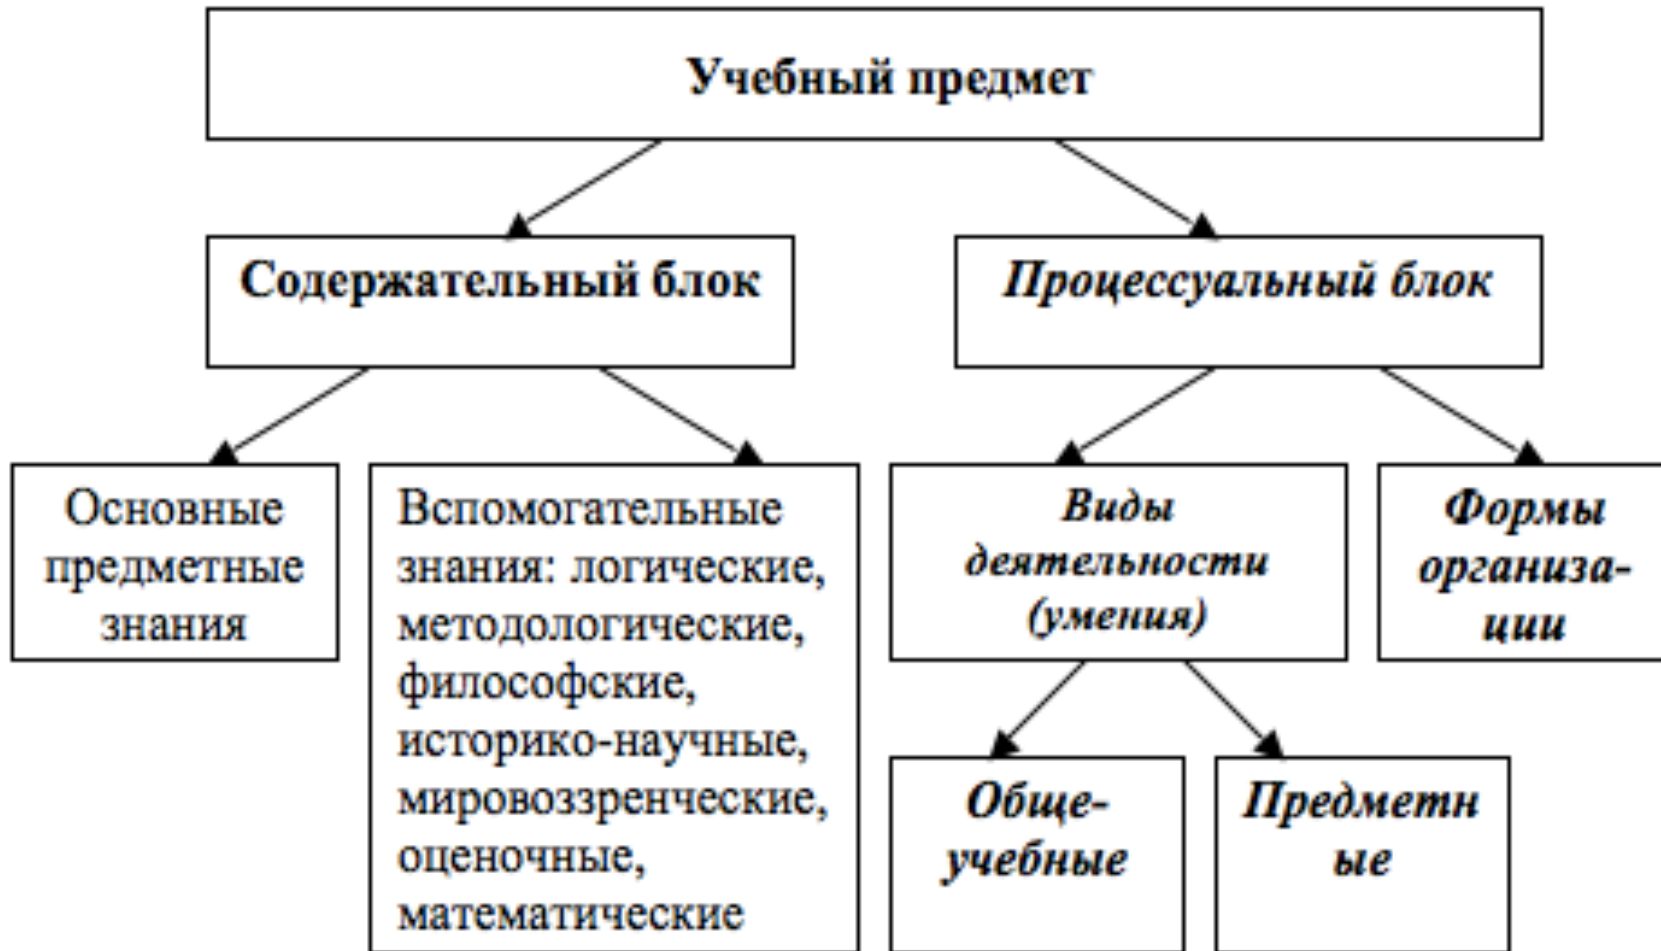 Учебный предмет
Содержательный блок
Процессуальный блок
Основные
предметные
знания
Вспомогательные
знания: логические,
методологические,
философские,
историко-научные,
мировоззренческие,
оценочные,
математические
Виды
деятельности
(умения)
Формы
организа-
ции
Обще-
учебные
Предметн
ые